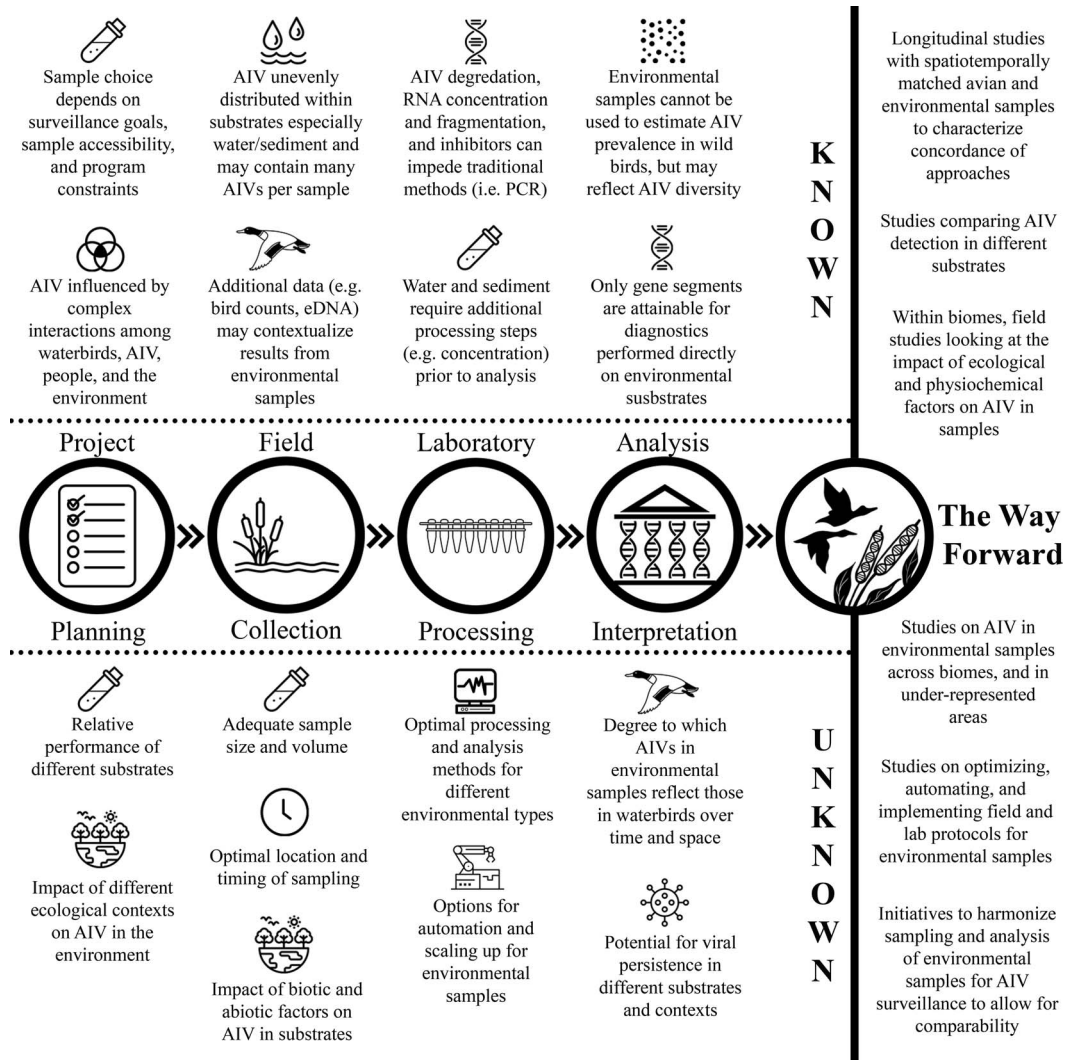 Sample choice
depends on
surveillance goals,
sample accessibility,
and program
constraints
AIV unevenly
distributed within
substrates especially
water/sediment and
may contain many
AIVs per sample
AIV degredation,
RNA concentration
and fragmentation,
and inhibitors can
impede traditional
methods (i.e. PCR)
Environmental
samples cannot be
used to estimate AIV
prevalence in wild
birds, but may
reflect AIV diversity
AIV influenced by
complex
interactions among
waterbirds, AIV,
people, and the
environment
Additional data (e.g.
bird counts, eDNA)
may contextualize
results from
environmental
samples
Water and sediment
require additional
processing steps
(e.g. concentration)
prior to analysis
Only gene segments
are attainable for
diagnostics
performed directly
on environmental
susbstrates
K
N
O
W
N
Longitudinal studies
with spatiotemporally
matched avian and
environmental samples
to characterize
concordance of
approaches
Studies comparing AIV
detection in different
substrates
Within biomes, field
studies looking at the
impact of ecological
and physiochemical
factors on AIV in
samples
Project
Planning
Field
Collection
Laboratory
Processing
Analysis
Interpretation
The Way
Forward
Relative
performance of
different substrates
Impact of different
ecological contexts
on AIV in the
environment
Adequate sample
size and volume
Optimal location and
timing of sampling
Impact of biotic and
abiotic factors on
AIV in substrates
Optimal processing
and analysis
methods for
different
environmental types
Options for
automation and
scaling up for
environmental
samples
Degree to which
AIVs in
environmental
samples reflect those
in waterbirds over
time and space
Potential for viral
persistence in
different substrates
and contexts
U
N
K
N
O
W
N
Studies on AIV in
environmental samples
across biomes, and in
under-represented
areas
Studies on optimizing,
automating, and
implementing field and
lab protocols for
environmental samples
Initiatives to harmonize
sampling and analysis
of environmental
samples for AIV
surveillance to allow for
comparability